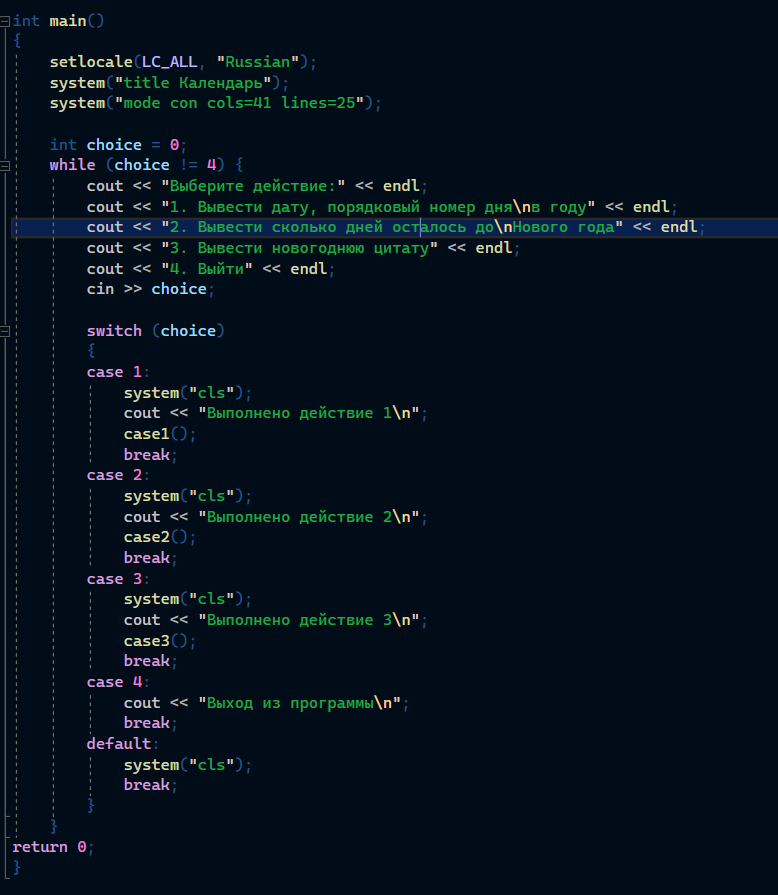 int main()
{
    setlocale(LC_ALL, "Russian");
    system("title Календарь");
    system("mode con cols=41 lines=25");

    int choice = 0;
    while (choice != 4) {
        cout << "Выберите действие:" << endl;
        cout << "1. Вывести дату, порядковый номер дня\nв году" << endl;
        cout << "2. Вывести сколько дней осталось до\nНового года" << endl;
        cout << "3. Вывести новогоднюю цитату" << endl;
        cout << "4. Выйти" << endl;
        cin >> choice;

        switch (choice)
        {
        case 1:
            system("cls");
            cout << "Выполнено действие 1\n";
            case1();
            break;
        case 2:
            system("cls");
            cout << "Выполнено действие 2\n";
            case2();
            break;
        case 3:
            system("cls");
            cout << "Выполнено действие 3\n";
            case3();
            break;
        case 4:
            cout << "Выход из программы\n";
            break;
        default:
            system("cls");
            break;
        }
    }
return 0;
}